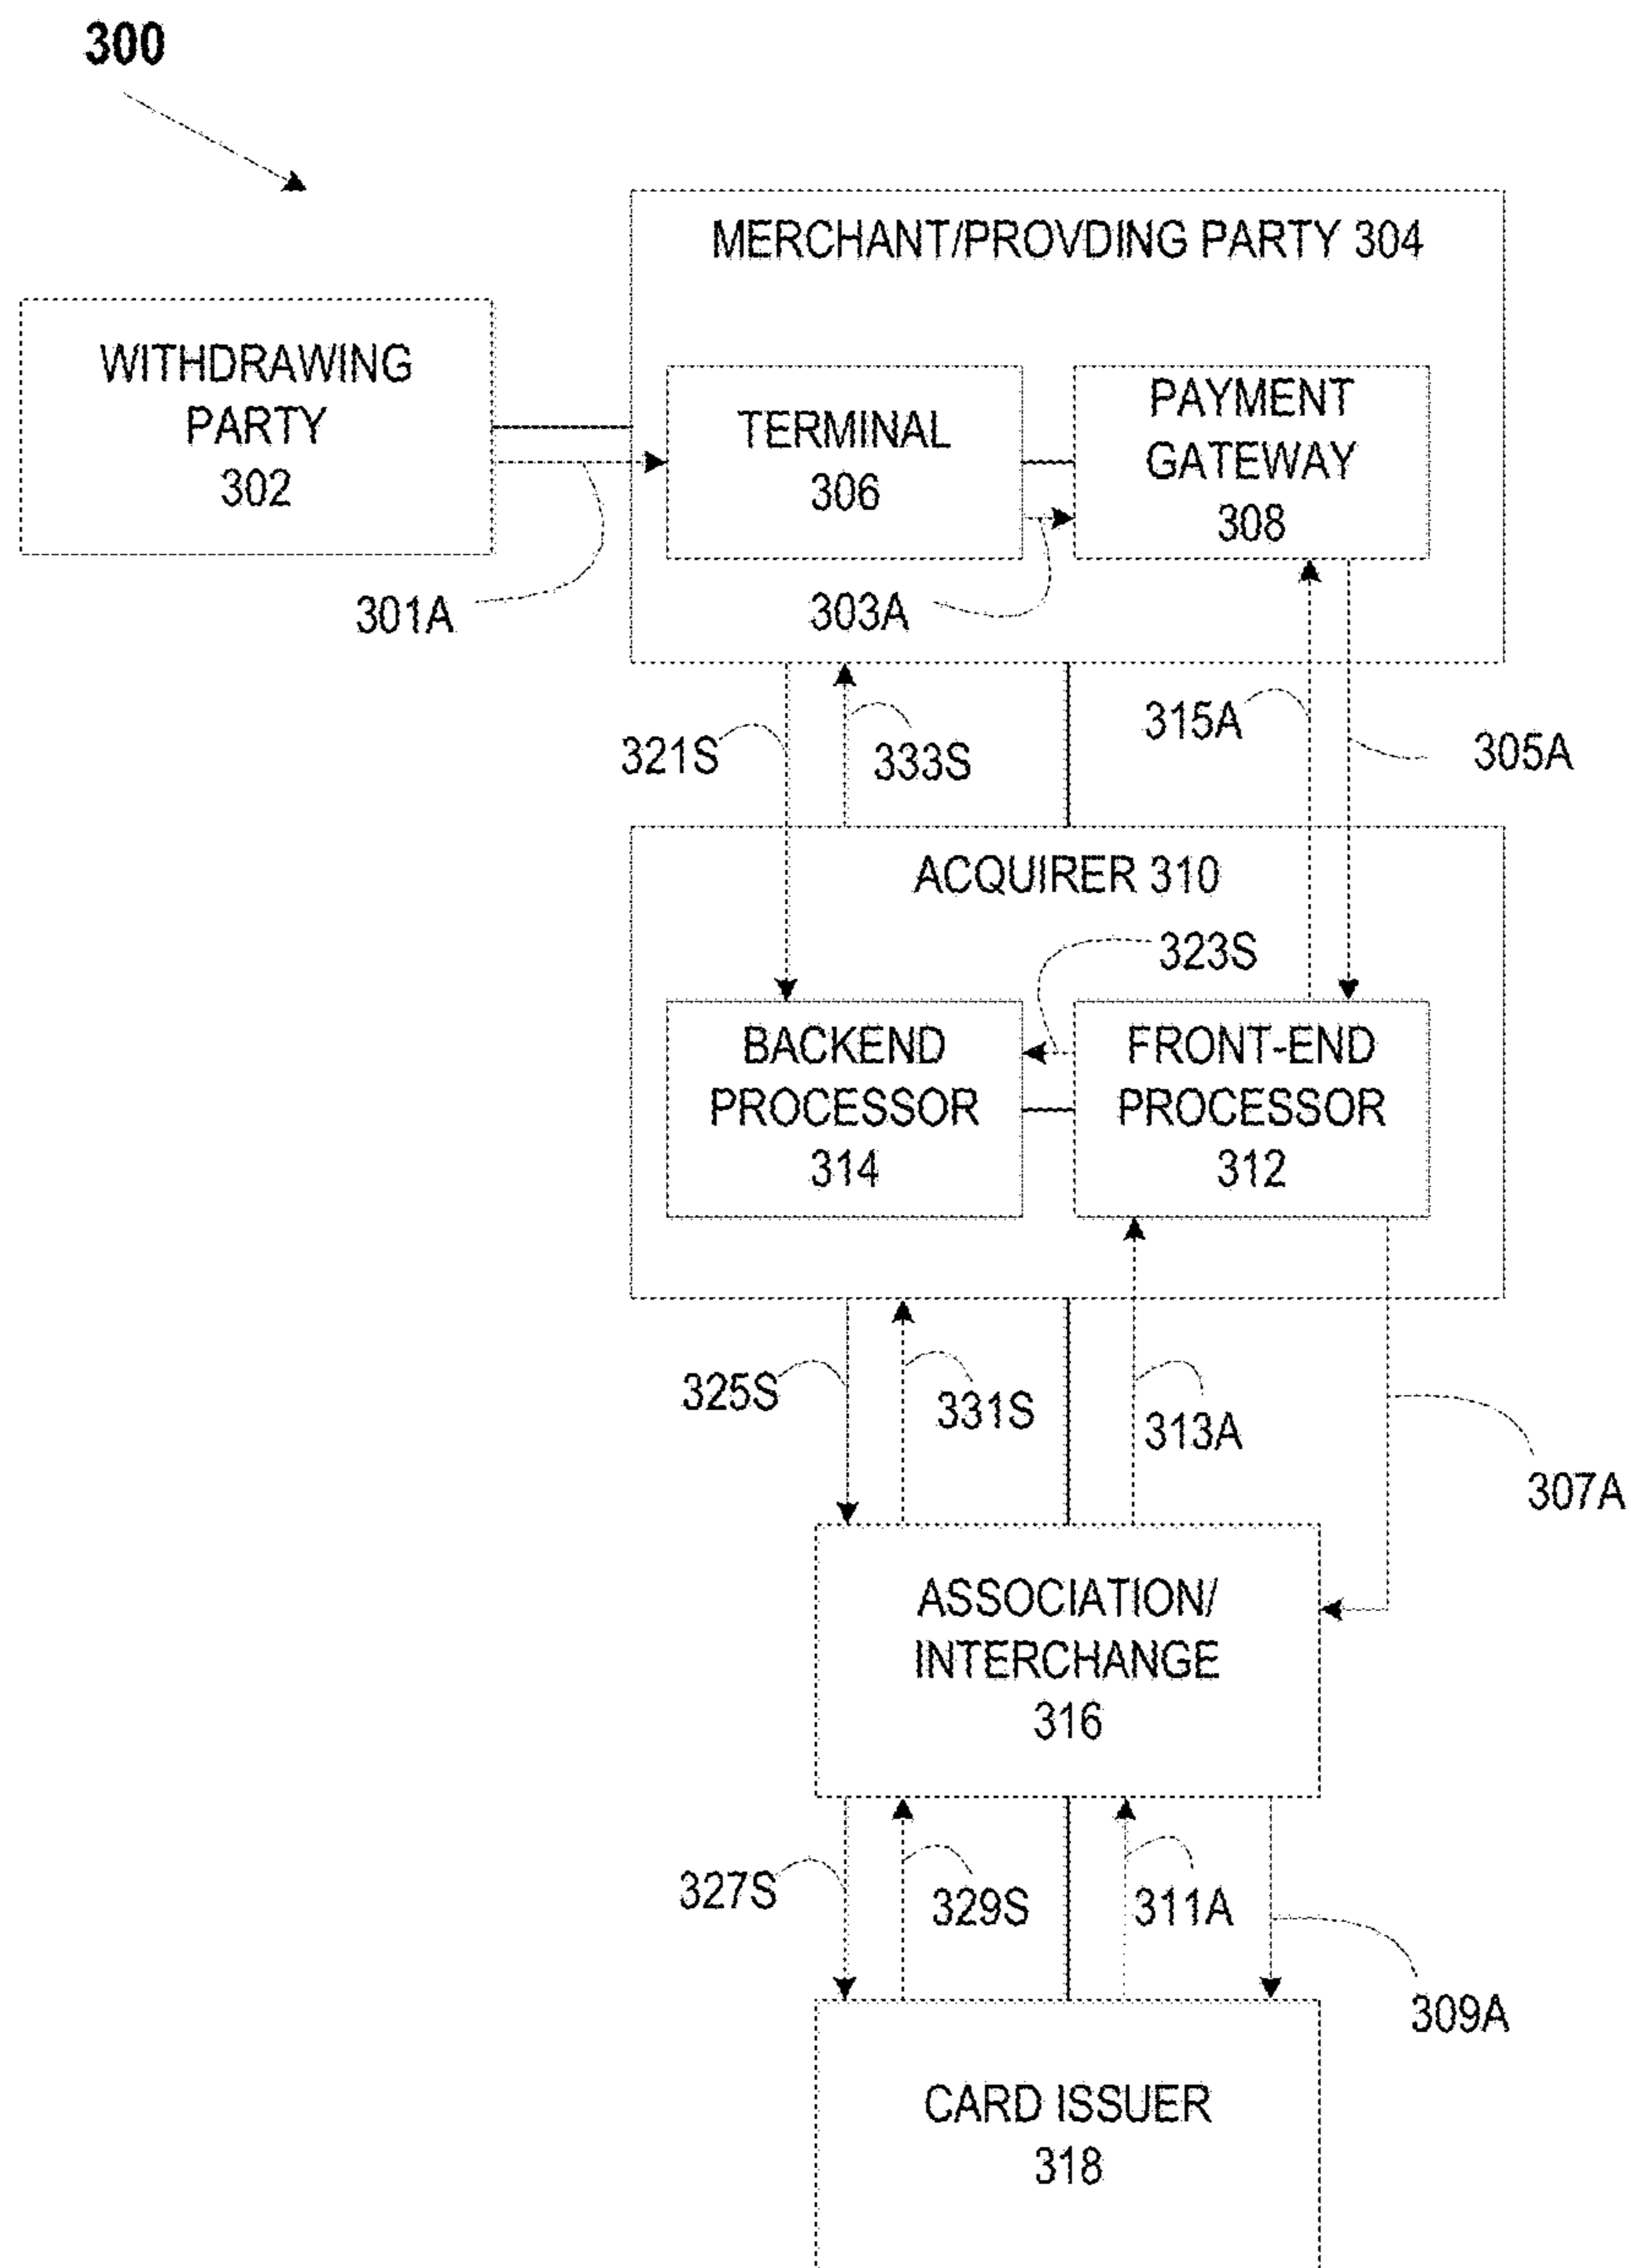 300
MERCHANT/PROVDING PARTY 304
WITHDRAWING
PARTY
302
TERMINAL
306
PAYMENT
GATEWAY
308
301A
303A
321S
333S
315A
305A
ACQUIRER 310
323S
BACKEND
PROCESSOR
314
FRONT-END
PROCESSOR
312
325S
331S
313A
307A
ASSOCIATION/
INTERCHANGE
316
327S
329S
311A
309A
CARD ISSUER
318